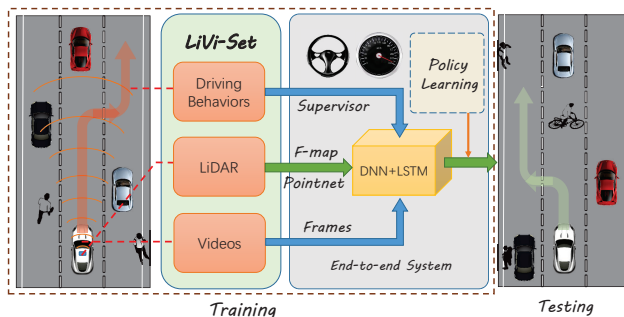 LiVi-Set
Driving
Behaviors
LiDAR
Videos
Supervisor
F-map
Pointnet
Frames
Policy
Learning
DNN+LSTM
End-to-end System
Training
Testing